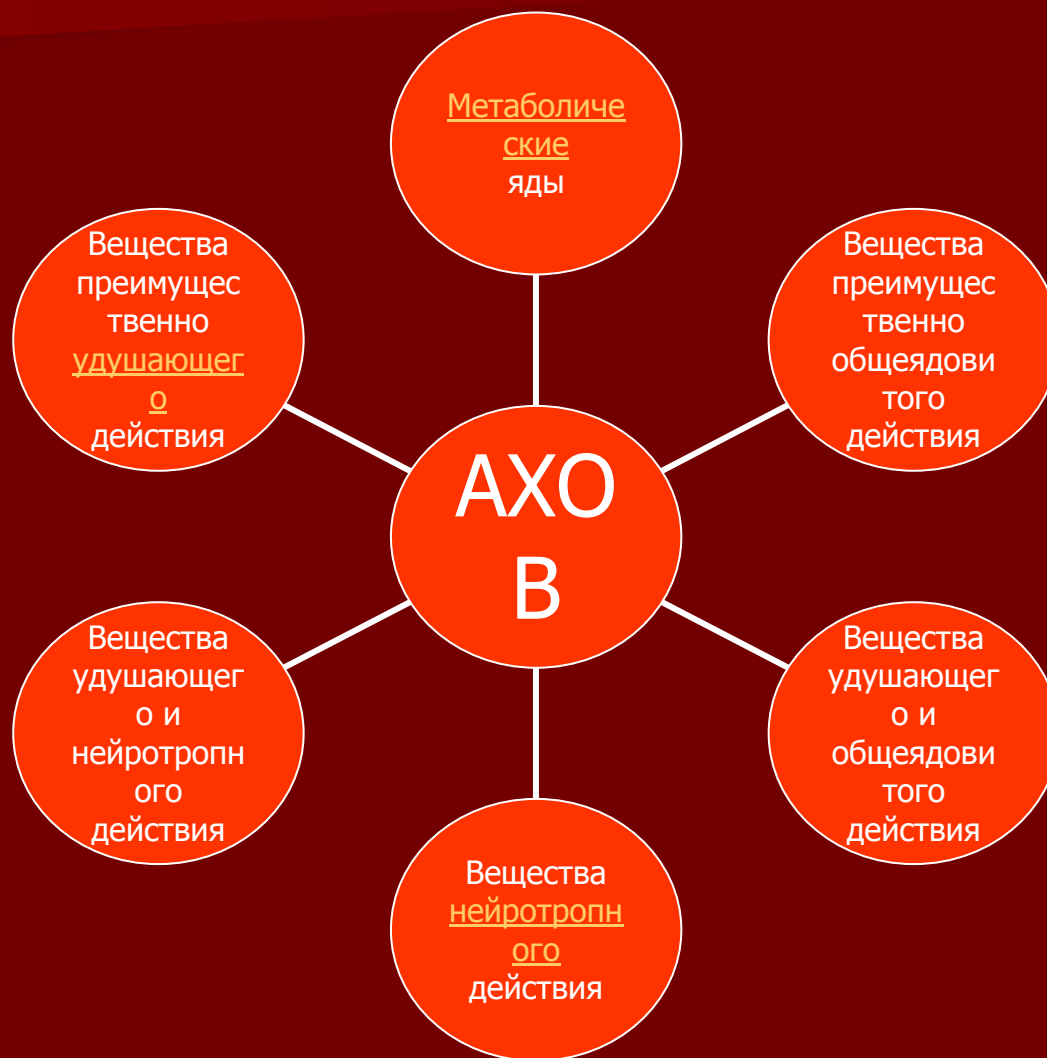 Метаболиче
ские
яды
Вещества
преимущес
твенно
удушающег
о
действия
Вещества
преимущес
твенно
общеядови
того
действия
АХО
В
Вещества
удушающег
о и
нейротропн
ого
действия
Вещества
удушающег
о и
общеядови
того
действия
Вещества
нейротропн
ого
действия